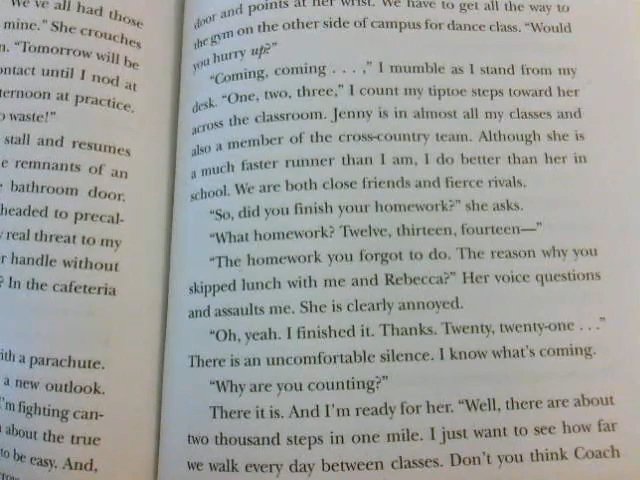 We've all had those
mine." She crouches
"Tomorrow will be
contact until I nod at
afternoon at practice.
waste!"
stall and resumes
remnants of an
bathroom door.
headed to precal-
real threat to my
handle without
? In the cafeteria
with a parachute.
a new outlook.
I'm fighting can-
about the true
to be easy. And,
door and points at her wrist. We have to get all the way to
the gym on the other side of campus for dance class. "Would
you hurry up?"
"Coming, coming . . . ," I mumble as I stand from my
desk. "One, two, three," I count my tiptoe steps toward her
across the classroom. Jenny is in almost all my classes and
also a member of the cross-country team. Although she is
a much faster runner than I am, I do better than her in
school. We are both close friends and fierce rivals.
"So, did you finish your homework?" she asks.
"What homework? Twelve, thirteen, fourteen—"
"The homework you forgot to do. The reason why you
skipped lunch with me and Rebecca?" Her voice questions
and assaults me. She is clearly annoyed.
"Oh, yeah. I finished it. Thanks. Twenty, twenty-one . . ."
There is an uncomfortable silence. I know what's coming.
"Why are you counting?"
There it is. And I'm ready for her. "Well, there are about
two thousand steps in one mile. I just want to see how far
we walk every day between classes. Don't you think Coach